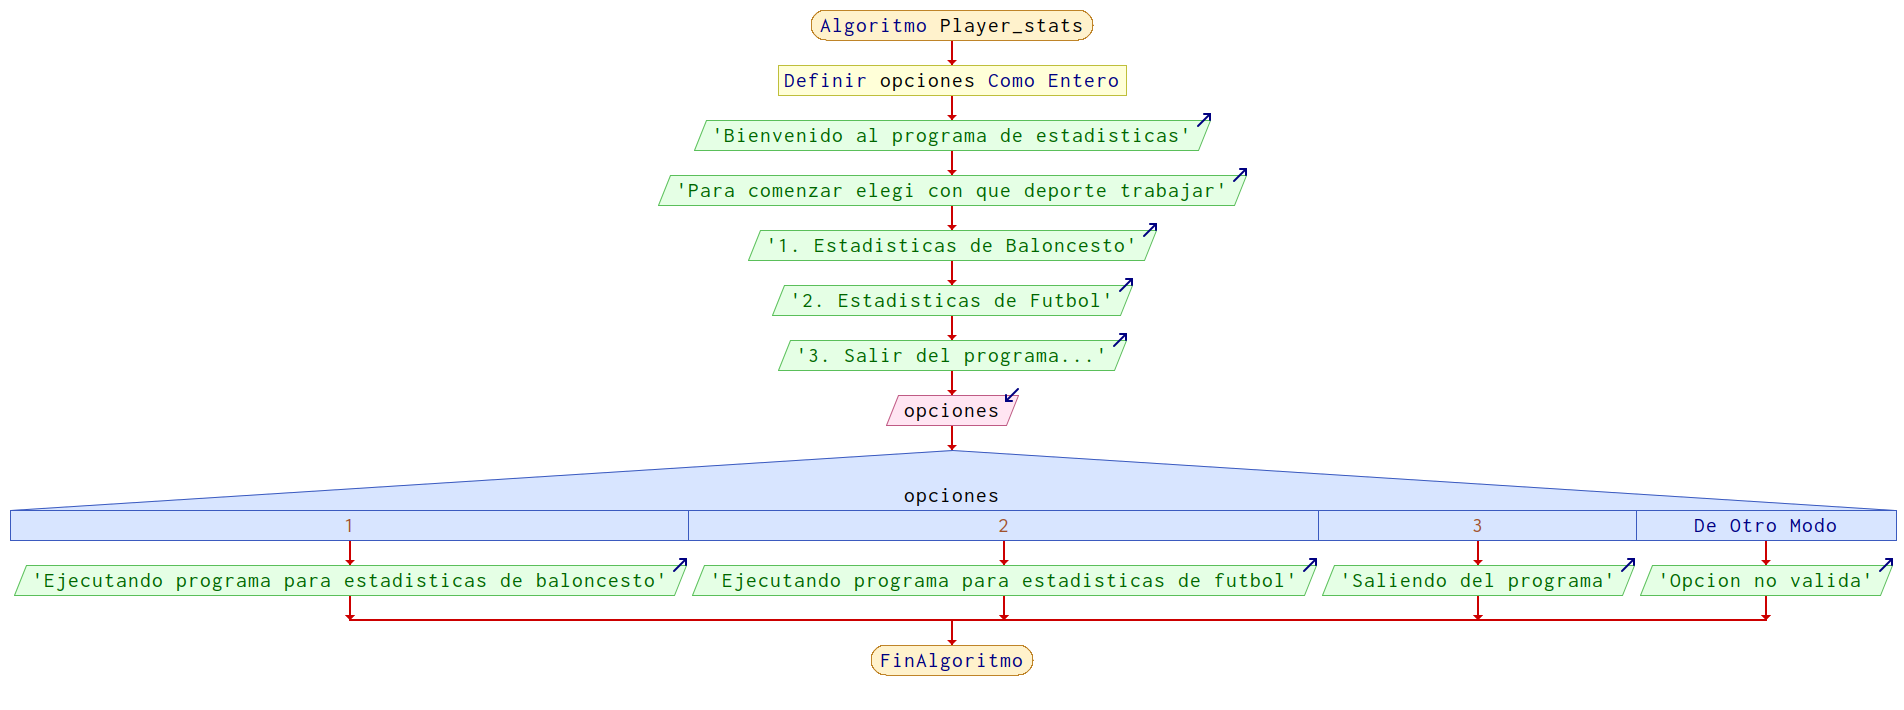 Algoritmo Player_stats
Definir opciones Como Entero
'Bienvenido al programa de estadisticas'
'Para comenzar elegi con que deporte trabajar'
'1. Estadisticas de Baloncesto'
'2. Estadisticas de Futbol'
'3. Salir del programa...'
opciones
opciones
1 2 3 De Otro Modo
'Ejecutando programa para estadisticas de baloncesto' 'Ejecutando programa para estadisticas de futbol' 'Saliendo del programa' 'Opcion no valida'
FinAlgoritmo